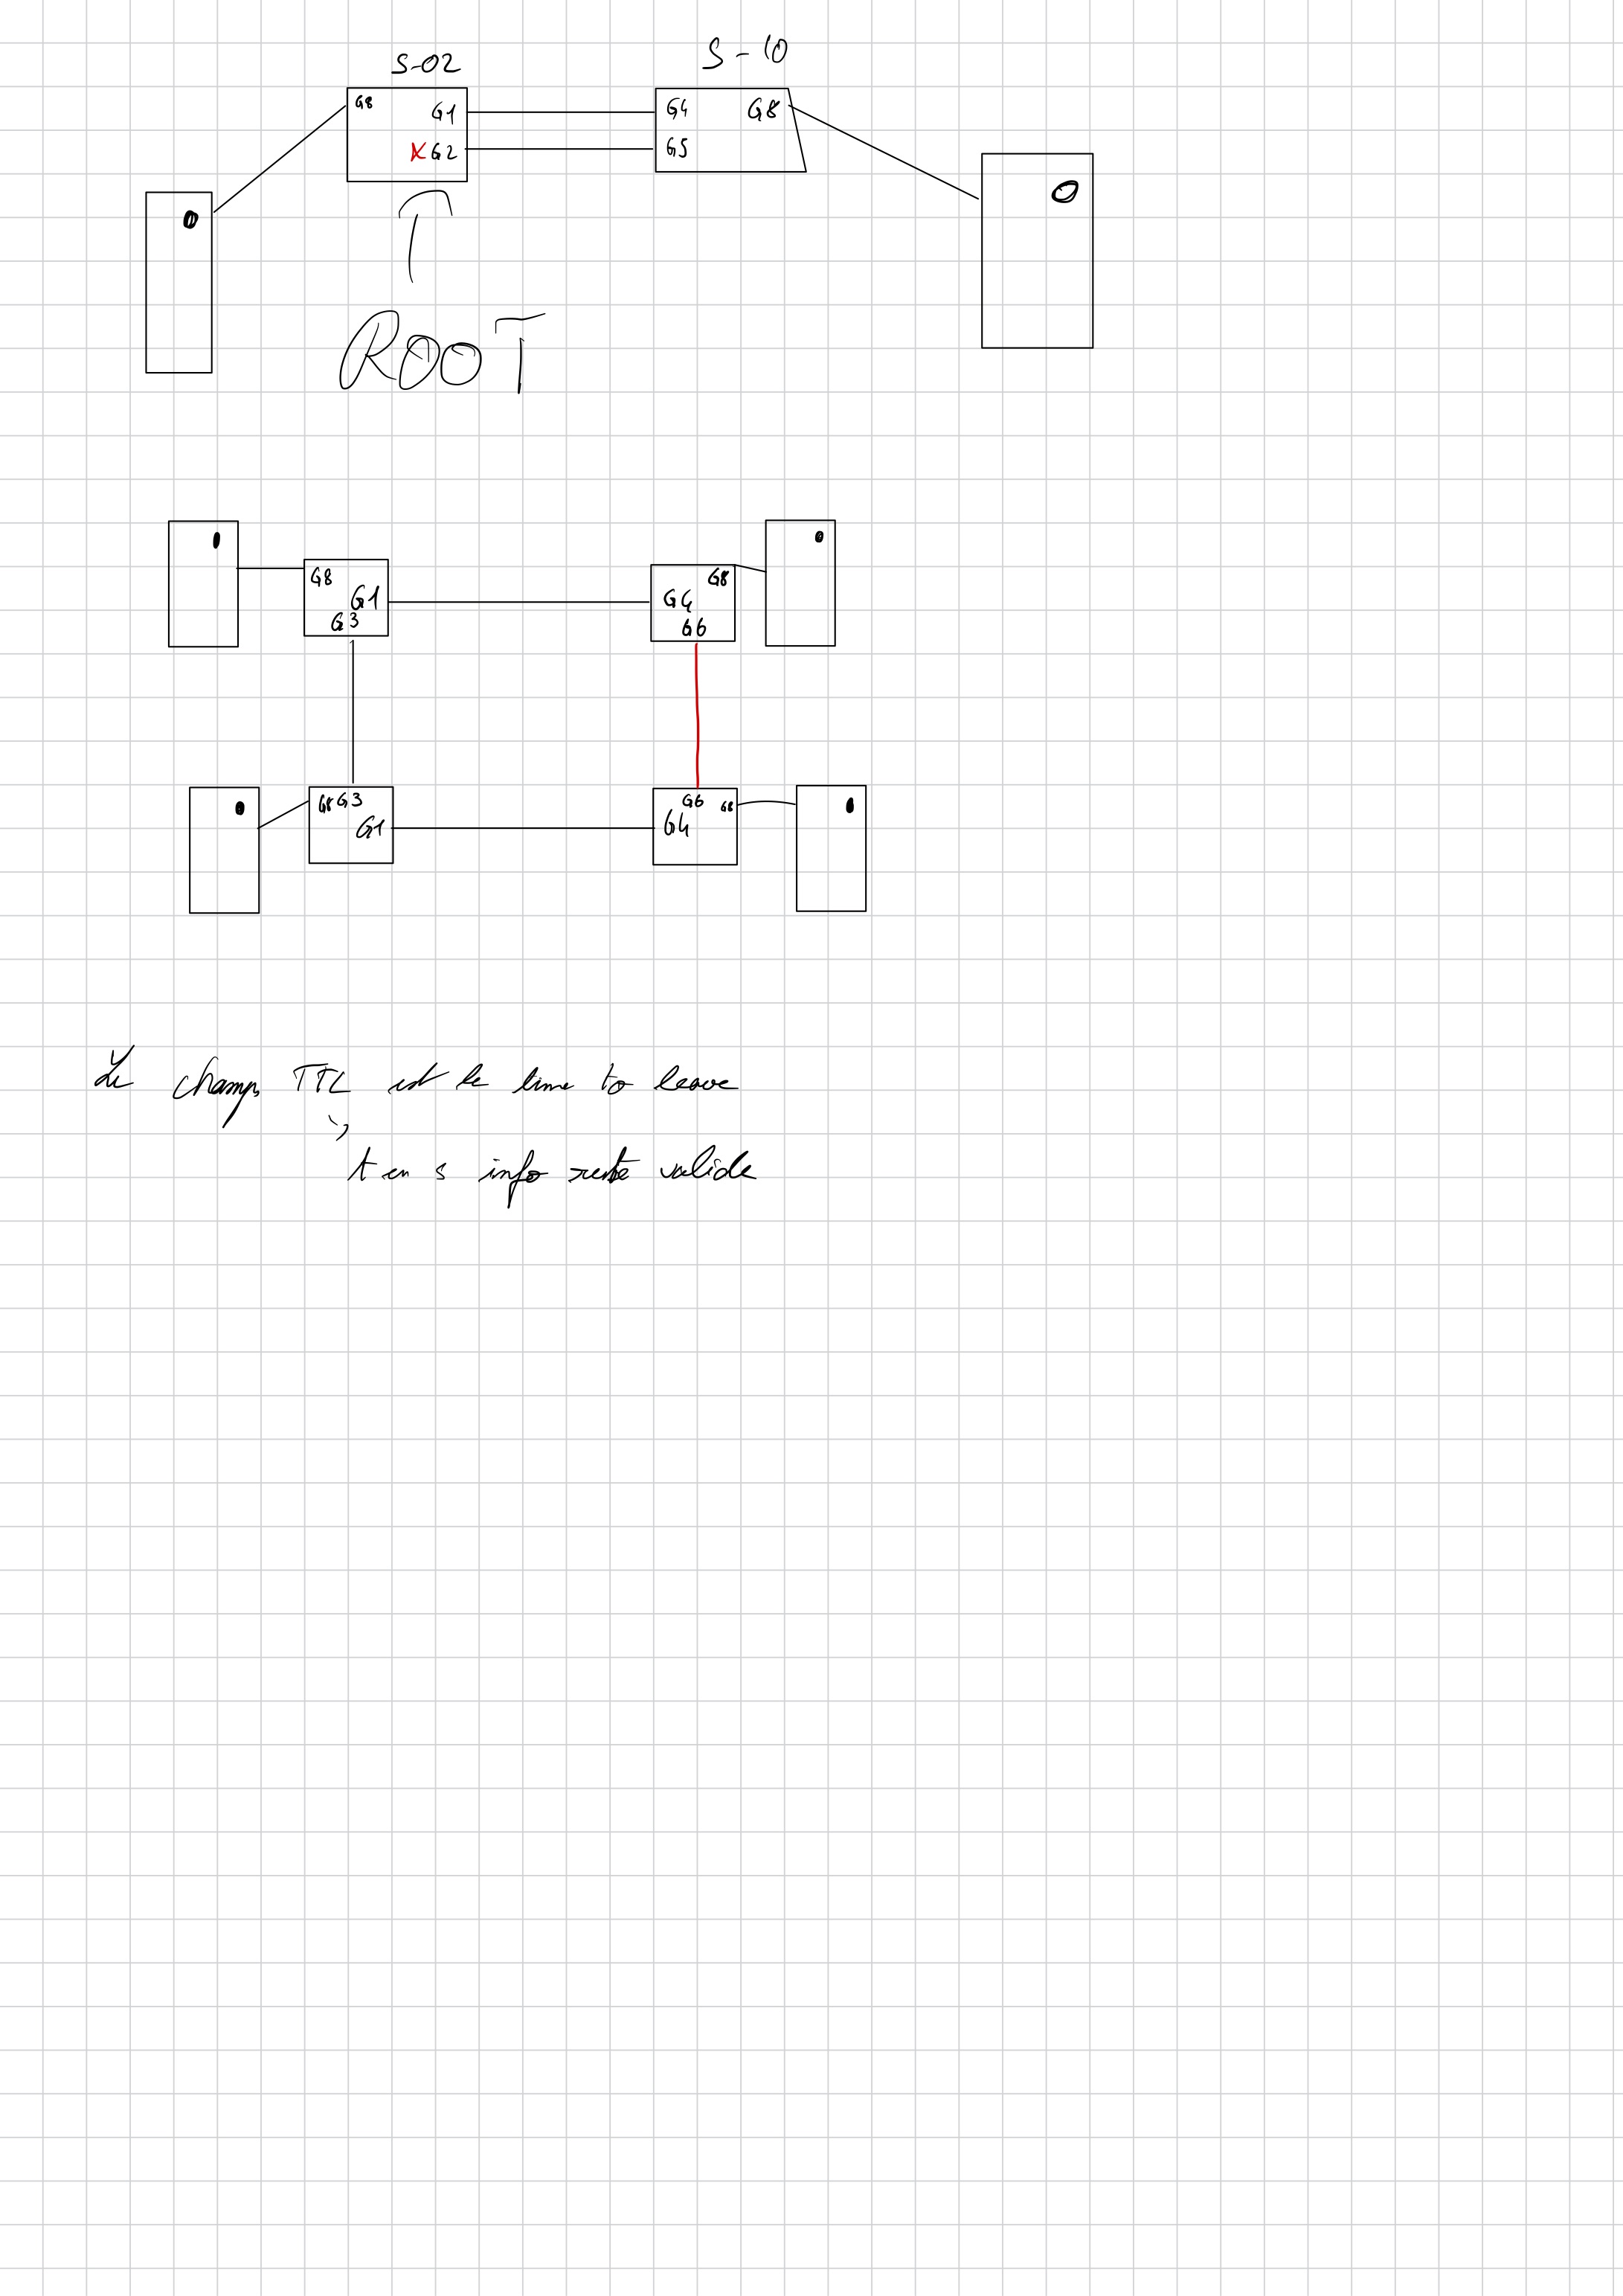 S-02
S-10
G8 G1
X G2
G4 G8
G5
ROOT
G8
G1
G3
G8
G4
G6
G8 G3
G1
G6 G8
G4
Le champs TTL est le time to leave
t en s info reste valide